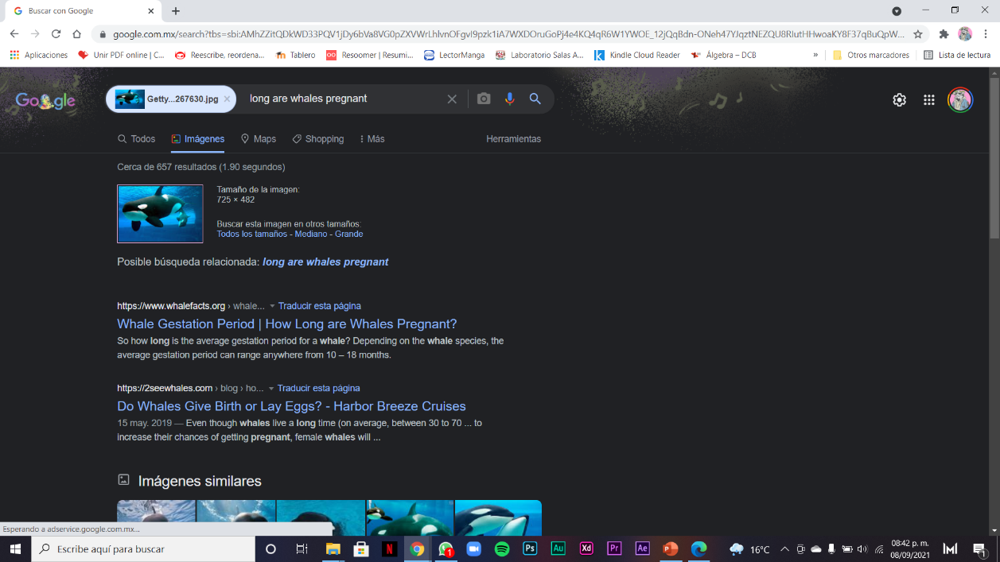 Buscar con Google
google.com.mx/search?tbs=sbi:AMhZZitQDkWD33PQV1jDy6bVa8VG0pZXVWrLhlvnOFgvI9pzk1iA7WXDOruGoPj4e4KQ4qR6W1YWOE_12jQqBdn-ONeh47YJqztNEZQU8RIutHHwoaKY8F37qBuQpW...
Aplicaciones
Unir PDF online | C...
Reescribe, reordena...
Tablero
Resoomer | Resumi...
LectorManga
Laboratorio Salas A...
Kindle Cloud Reader
Álgebra – DCB
»
Otros marcadores
Lista de lectura
Google
Getty...267630.jpg
long are whales pregnant
Todos
Imágenes
Maps
Shopping
Más
Herramientas
Cerca de 657 resultados (1.90 segundos)
Tamaño de la imagen:
725 × 482
Buscar esta imagen en otros tamaños:
Todos los tamaños - Mediano - Grande
Posible búsqueda relacionada: long are whales pregnant
https://www.whalefacts.org › whale... Traducir esta página
Whale Gestation Period | How Long are Whales Pregnant?
So how long is the average gestation period for a whale? Depending on the whale species, the
average gestation period can range anywhere from 10 – 18 months.
https://2seewhales.com › blog › ho... Traducir esta página
Do Whales Give Birth or Lay Eggs? - Harbor Breeze Cruises
15 may. 2019 — Even though whales live a long time (on average, between 30 to 70 ... to
increase their chances of getting pregnant, female whales will ...
Imágenes similares
Esperando a adservice.google.com.mx...
Escribe aquí para buscar
N
1
Ps
Au
Xd
Pr
Ae
P
16°C
08:42 p. m.
08/09/2021
1